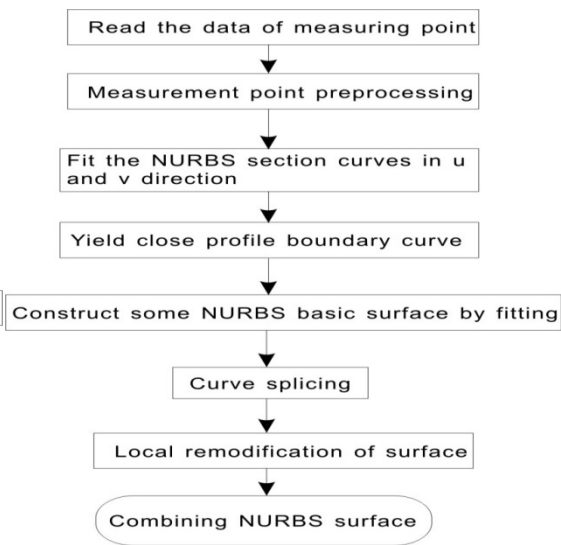 Read the data of measuring point
Measurement point preprocessing
Fit the NURBS section curves in u
and v direction
Yield close profile boundary curve
Construct some NURBS basic surface by fitting
Curve splicing
Local remodification of surface
Combining NURBS surface